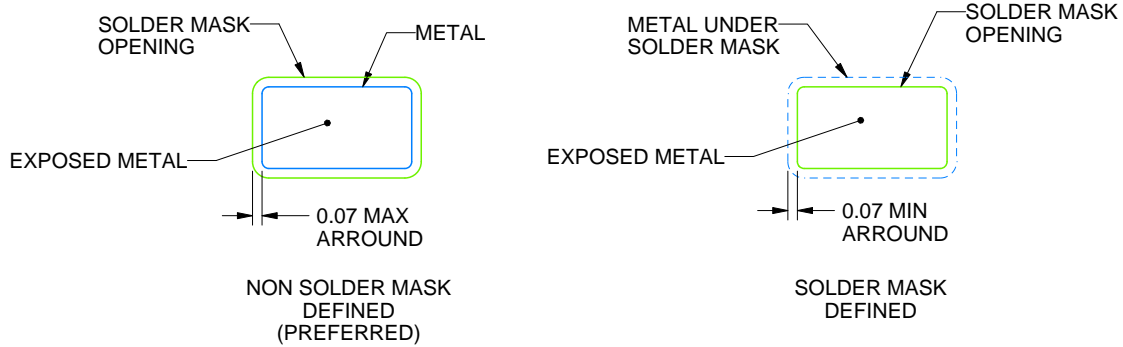 SOLDER MASK
OPENING
METAL
EXPOSED METAL
0.07 MAX
ARROUND
NON SOLDER MASK
DEFINED
(PREFERRED)
METAL UNDER
SOLDER MASK
SOLDER MASK
OPENING
EXPOSED METAL
0.07 MIN
ARROUND
SOLDER MASK
DEFINED